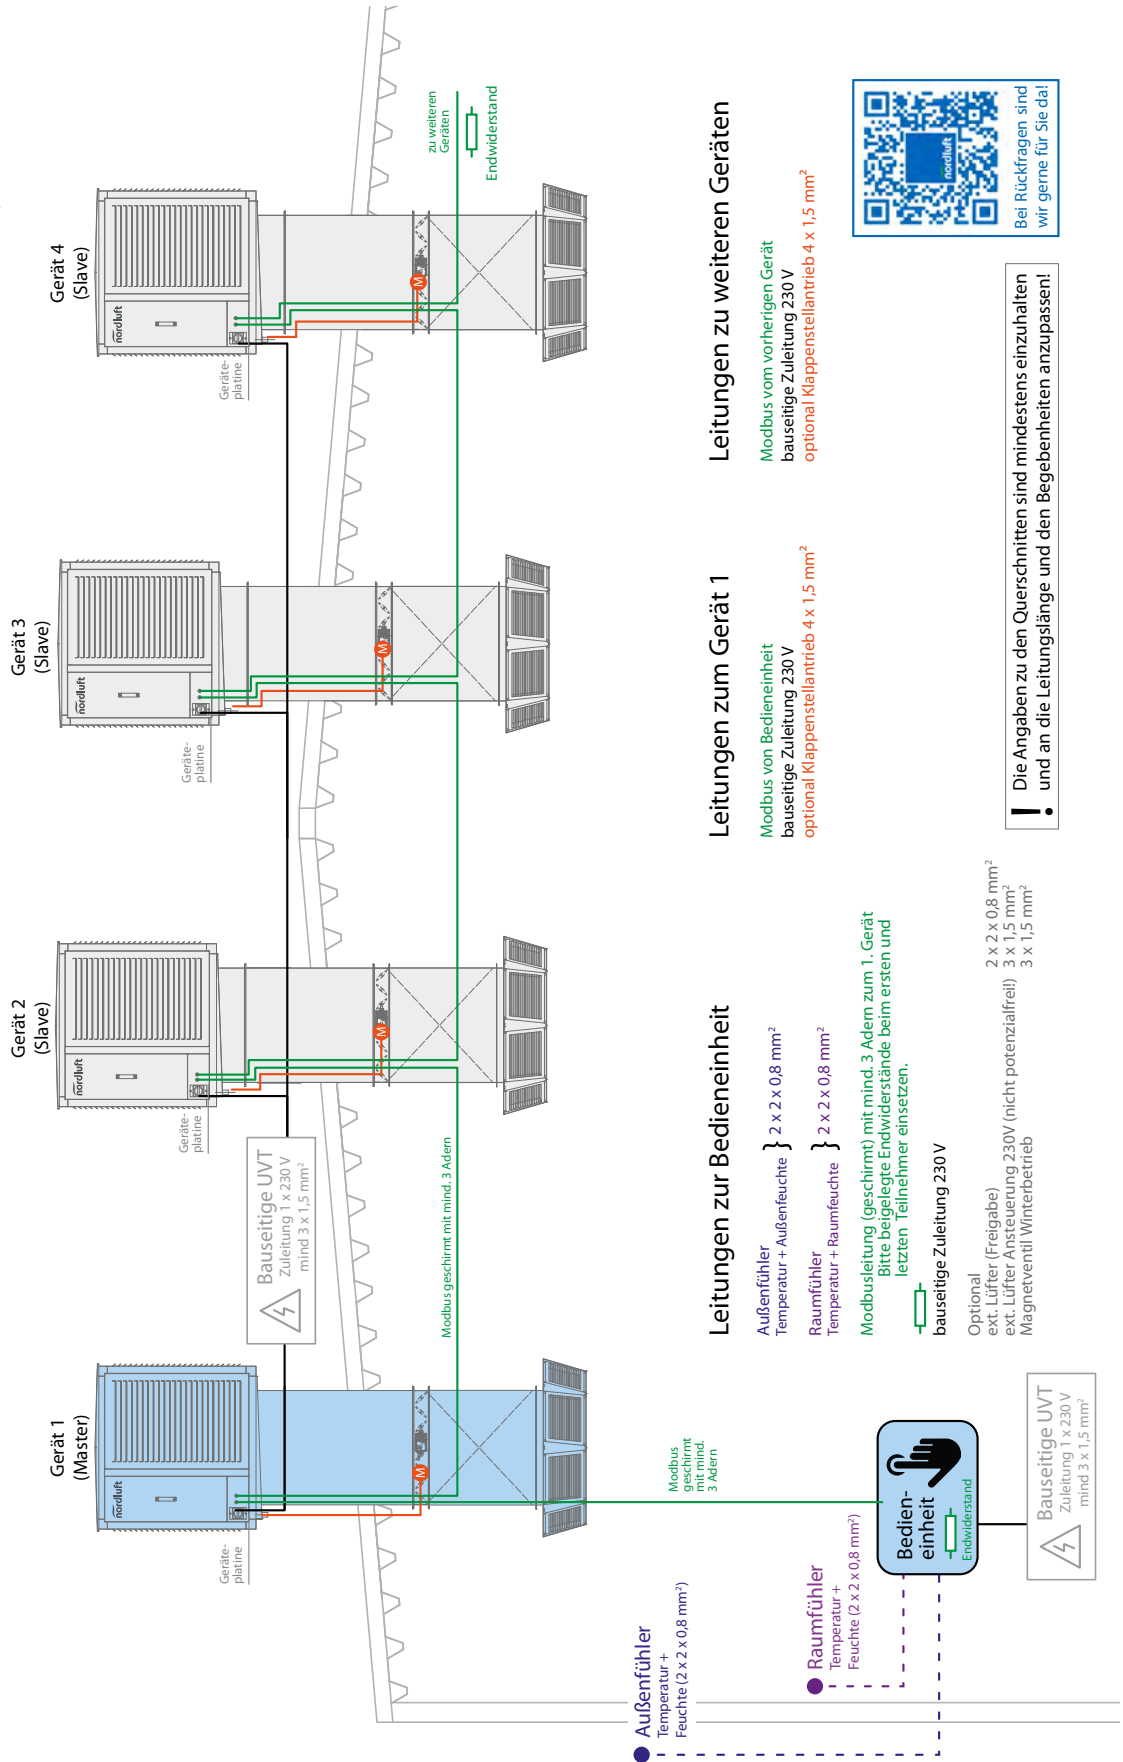 Gerät 1
(Master)
Gerät 2
(Slave)
Gerät 3
(Slave)
Gerät 4
(Slave)
nordluft
nordluft
nordluft
nordluft
Geräte-
platine
Geräte-
platine
Geräte-
platine
Geräte-
platine
Bauseitige UVT
Zuleitung 1 x 230 V
mind 3 x 1,5 mm²
M
M
M
M
Modbus geschirmt mit mind. 3 Adern
zu weiteren
Geräten
Endwiderstand
Außenfühler
Temperatur +
Feuchte (2 x 2 x 0,8 mm²)
Modbus
geschirmt
mit mind.
3 Adern
Raumfühler
Temperatur +
Feuchte (2 x 2 x 0,8 mm²)
Bedien-
einheit
Endwiderstand
Bauseitige UVT
Zuleitung 1 x 230 V
mind 3 x 1,5 mm²
Leitungen zur Bedieneinheit
Außenfühler
Temperatur + Außenfeuchte } 2 x 2 x 0,8 mm²
Raumfühler
Temperatur + Raumfeuchte } 2 x 2 x 0,8 mm²
Modbusleitung (geschirmt) mit mind. 3 Adern zum 1. Gerät
Bitte beigelegte Endwiderstände beim ersten und
letzten Teilnehmer einsetzen.
bauseitige Zuleitung 230 V
Optional
ext. Lüfter (Freigabe) 2 x 2 x 0,8 mm²
ext. Lüfter Ansteuerung 230V (nicht potenzialfrei!) 3 x 1,5 mm²
Magnetventil Winterbetrieb 3 x 1,5 mm²
Leitungen zum Gerät 1
Modbus von Bedieneinheit
bauseitige Zuleitung 230 V
optional Klappenstellantrieb 4 x 1,5 mm²
Leitungen zu weiteren Geräten
Modbus vom vorherigen Gerät
bauseitige Zuleitung 230 V
optional Klappenstellantrieb 4 x 1,5 mm²
! Die Angaben zu den Querschnitten sind mindestens einzuhalten
und an die Leitungslänge und den Begebenheiten anzupassen!
nordluft
Bei Rückfragen sind
wir gerne für Sie da!